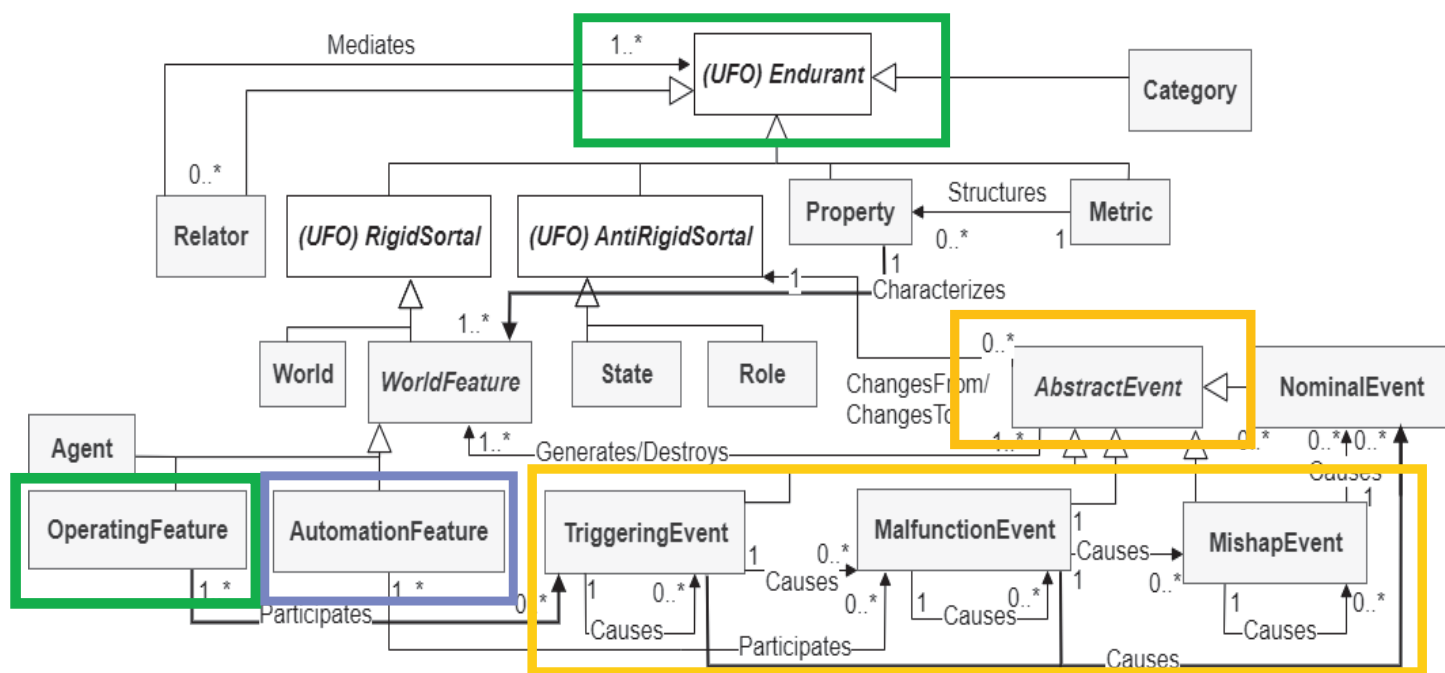 Mediates
1..*
(UFO) Endurant
Category
0..*
Relator
(UFO) RigidSortal
(UFO) AntiRigidSortal
Property
Structures
Metric
0..*
1
1
1
Characterizes
1..*
0..*
World
WorldFeature
State
Role
ChangesFrom/
ChangesTo
AbstractEvent
NominalEvent
Agent
1..*
Generates/Destroys
1..*
0..*
0..*
0..*
Causes
OperatingFeature
AutomationFeature
TriggeringEvent
MalfunctionEvent
MishapEvent
1
1
0..*
Causes
1
Causes
1
0..*
1..*
Participates
0..*
1..*
1
0..*
Causes
Participates
0..*
1
0..*
Causes
1
0..*
Causes
Causes